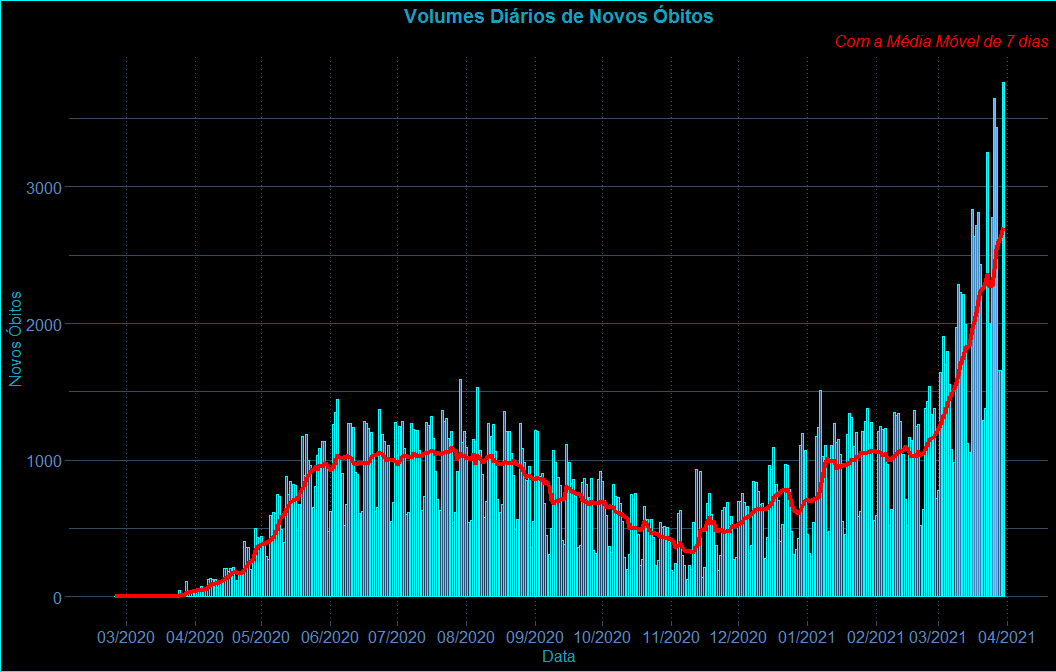 Volumes Diários de Novos Óbitos
Com a Média Móvel de 7 dias
Novos Óbitos
3000
2000
1000
0
03/2020 04/2020 05/2020 06/2020 07/2020 08/2020 09/2020 10/2020 11/2020 12/2020 01/2021 02/2021 03/2021 04/2021
Data